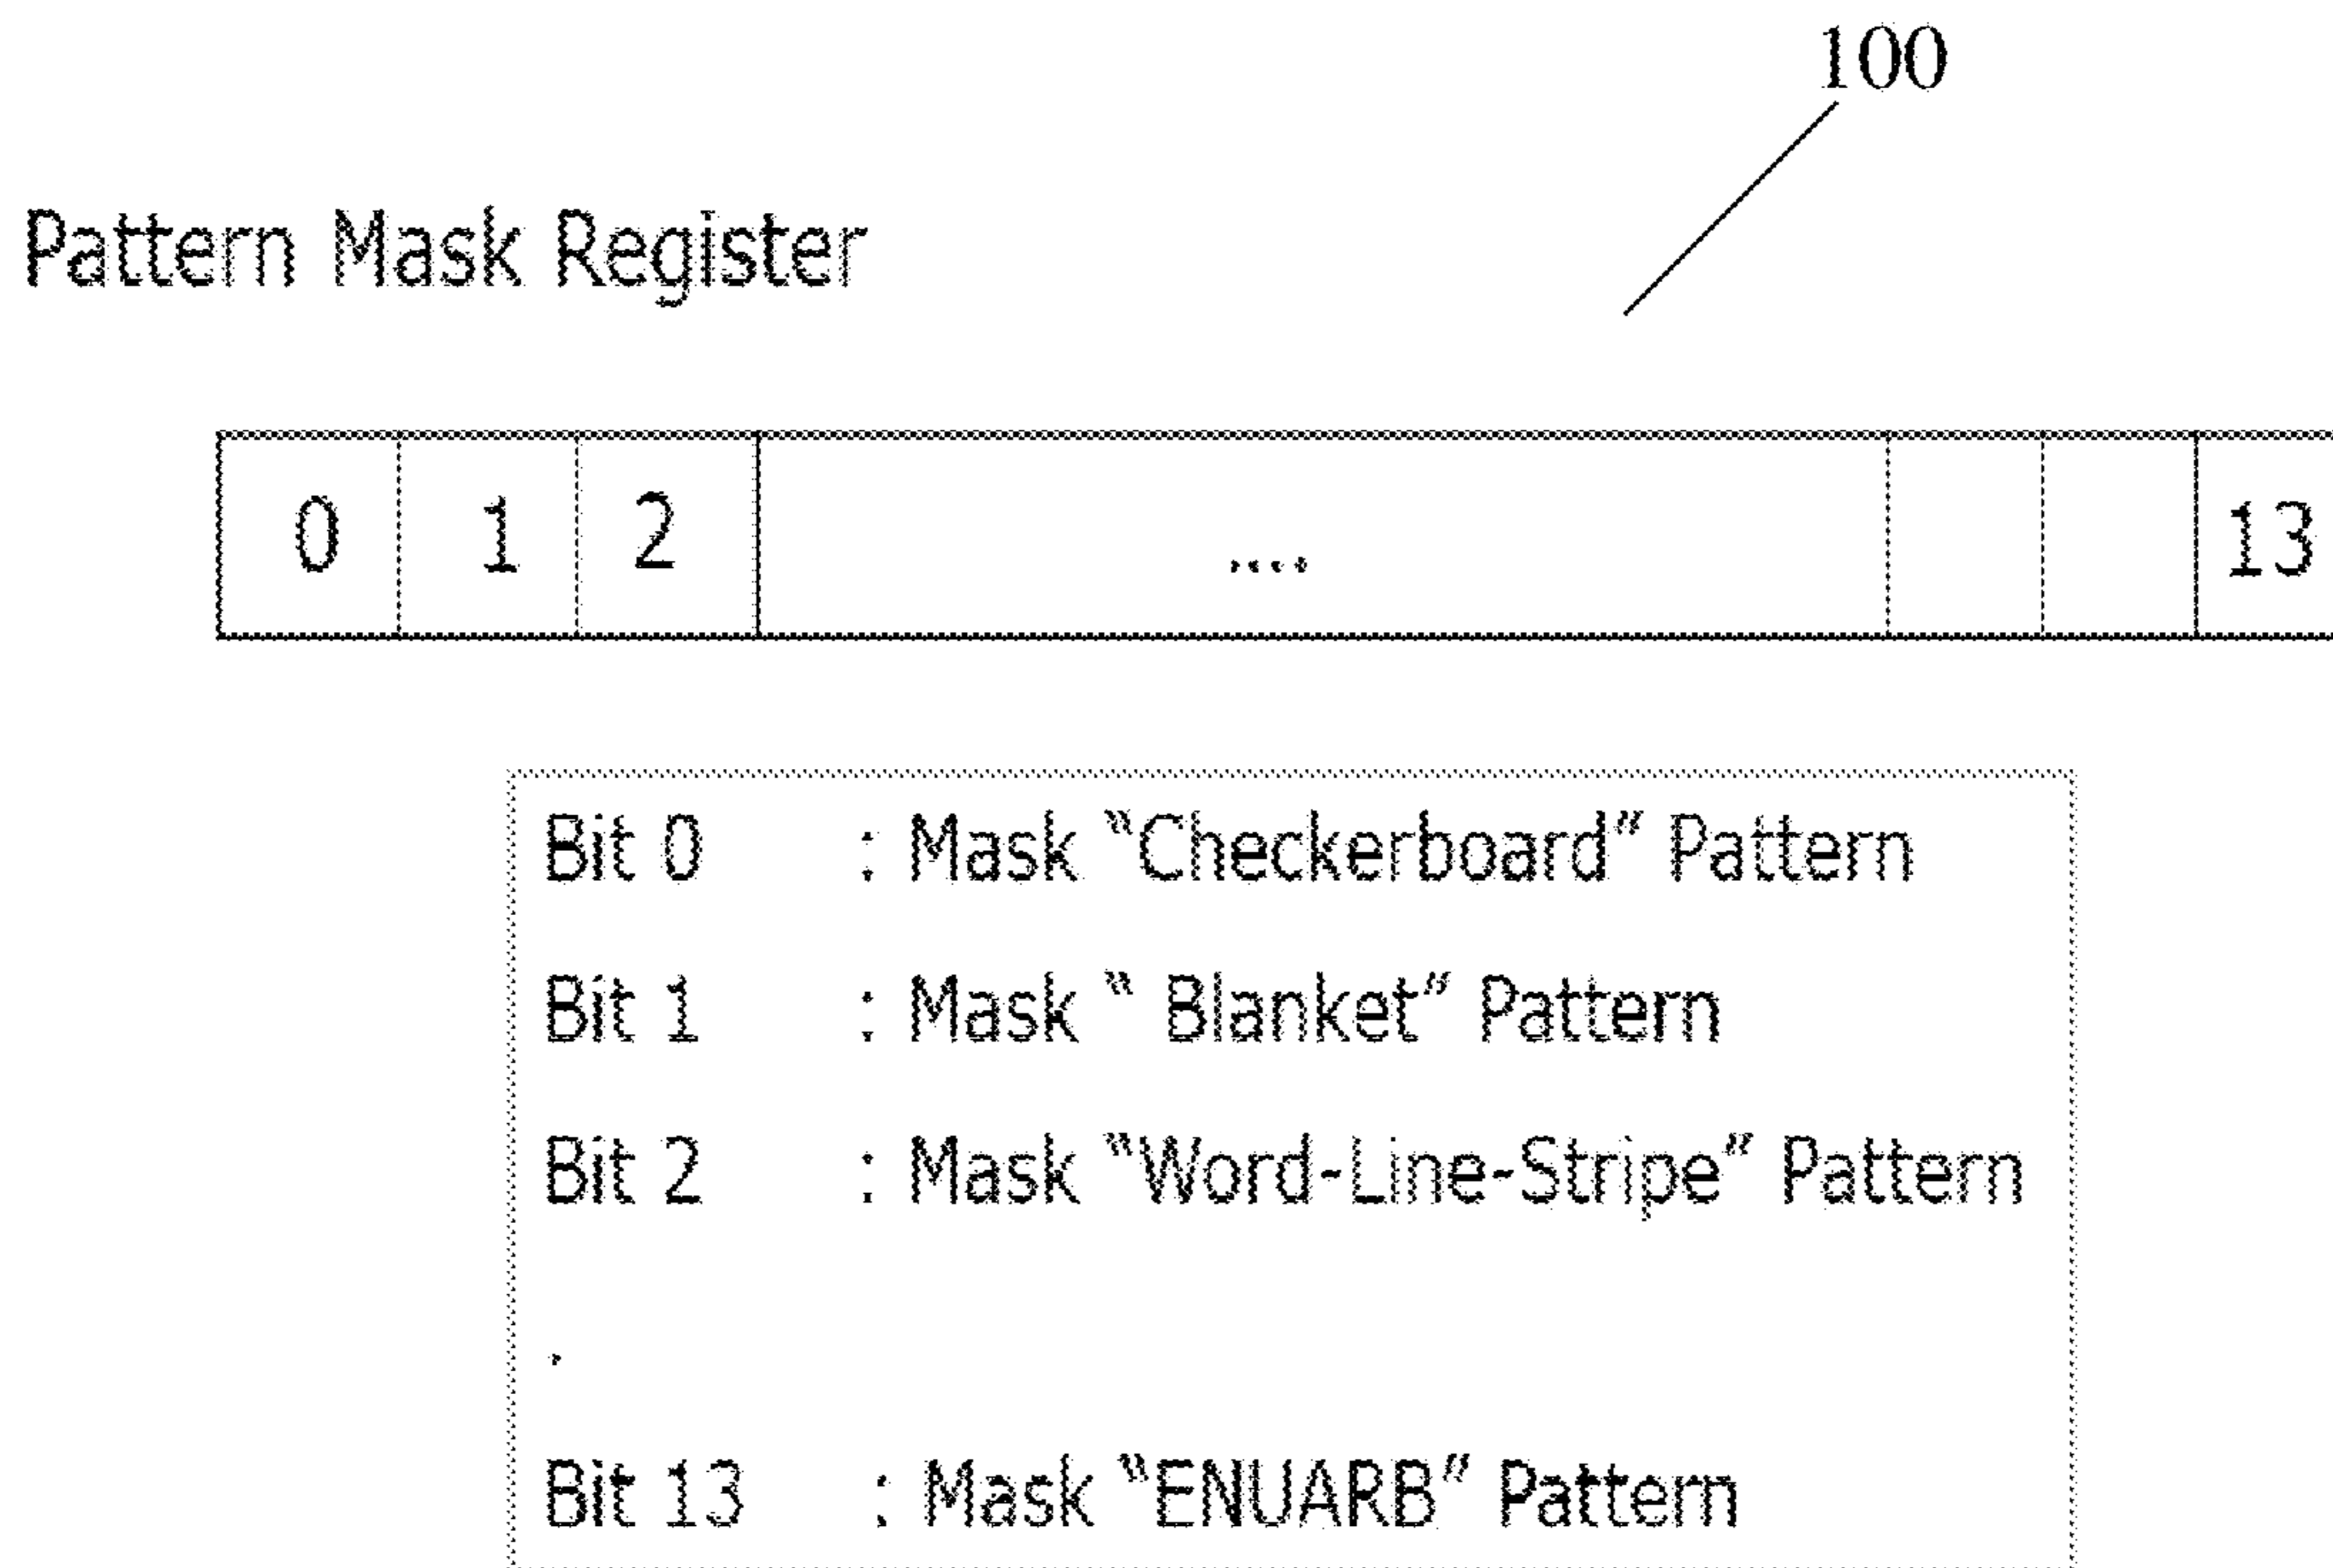 100
Pattern Mask Register
0 1 2 .... 13
Bit 0 : Mask “Checkerboard” Pattern
Bit 1 : Mask “ Blanket” Pattern
Bit 2 : Mask “Word-Line-Stripe” Pattern
.
Bit 13 : Mask “ENUARB” Pattern